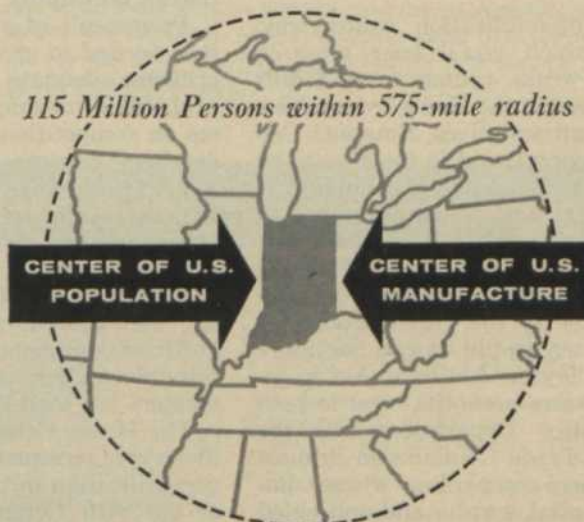 115 Million Persons within 575-mile radius
CENTER OF U.S.
POPULATION
CENTER OF U.S.
MANUFACTURE